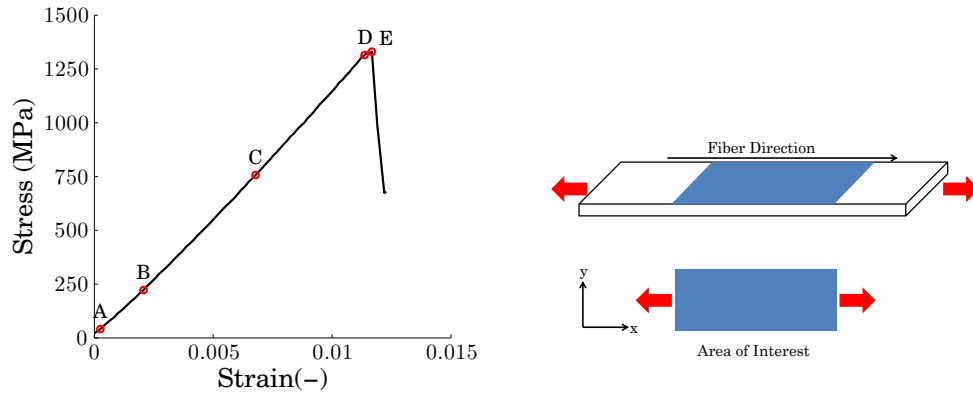 Stress (MPa)
1500
1250
1000
750
500
250
0
0
0.005
0.01
0.015
Strain(–)
A
B
C
D
E
Fiber Direction
y
x
Area of Interest